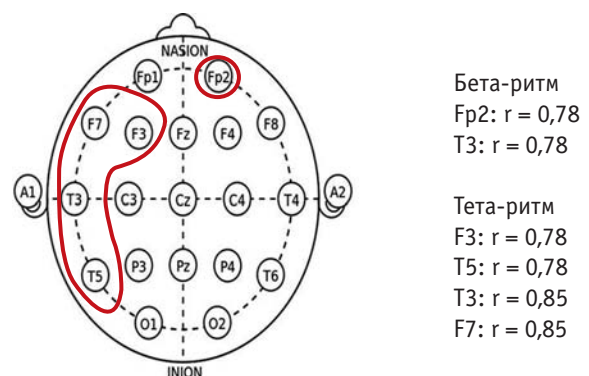 NASION
Fp1 Fp2
F7 F3 Fz F4 F8
A1 T3 C3 Cz C4 T4 A2
T5 P3 Pz P4 T6
O1 O2
INION
Бета-ритм
Fp2: r = 0,78
T3: r = 0,78
Тета-ритм
F3: r = 0,78
T5: r = 0,78
T3: r = 0,85
F7: r = 0,85